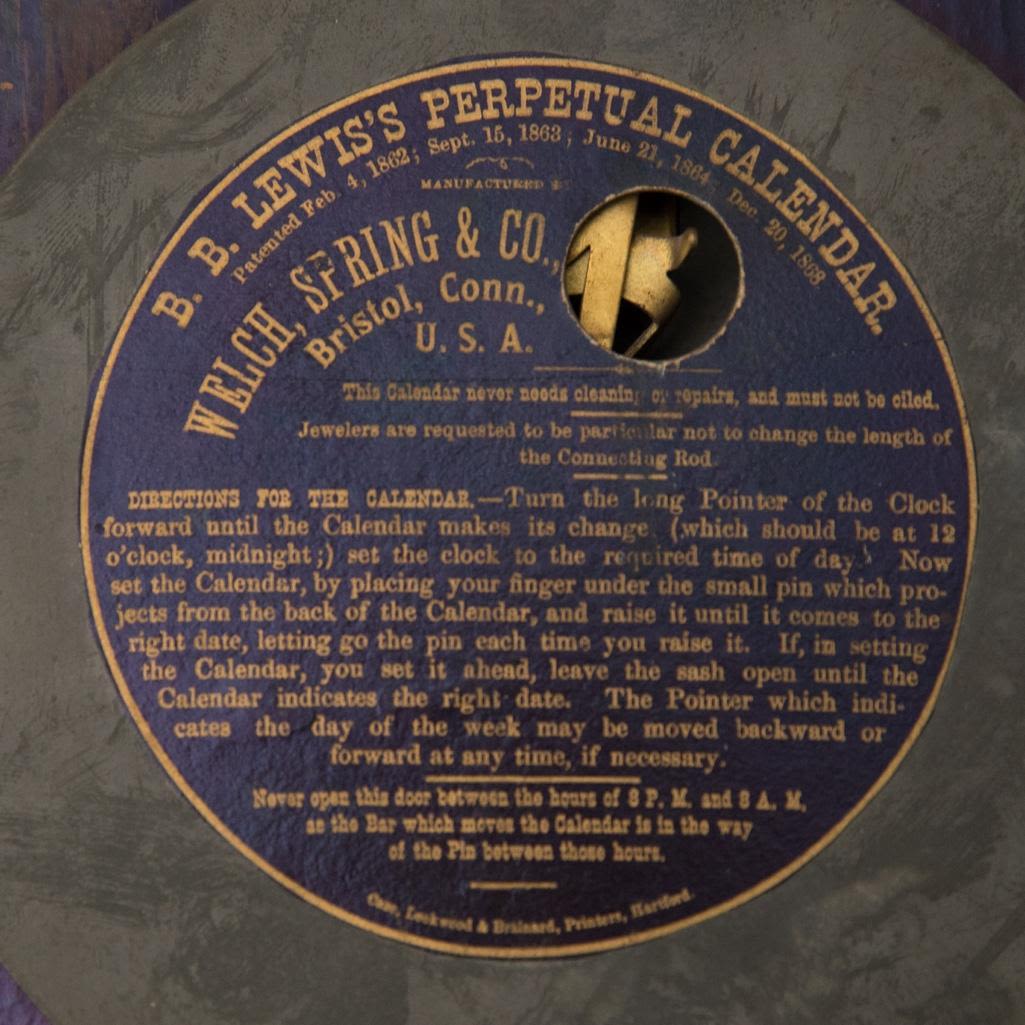 B. B. LEWIS'S PERPETUAL CALENDAR.
Patented Feb. 4, 1862; Sept. 15, 1863; June 21, 1864 Dec. 20, 1868
MANUFACTURED
WELCH, SPRING & CO.,
Bristol, Conn.,
U. S. A.
This Calendar never needs cleaning or repairs, and must not be oiled.
Jewelers are requested to be particular not to change the length of
the Connecting Rod.
DIRECTIONS FOR THE CALENDAR.—Turn the long Pointer of the Clock
forward until the Calendar makes its change (which should be at 12
o'clock, midnight;) set the clock to the required time of day. Now
set the Calendar, by placing your finger under the small pin which pro-
jects from the back of the Calendar, and raise it until it comes to the
right date, letting go the pin each time you raise it. If, in setting
the Calendar, you set it ahead, leave the sash open until the
Calendar indicates the right date. The Pointer which indi-
cates the day of the week may be moved backward or
forward at any time, if necessary.
Never open this door between the hours of 8 P. M. and 8 A. M,
as the Bar which moves the Calendar is in the way
of the Pin between those hours.
Case, Lockwood & Brainard, Printers, Hartford.